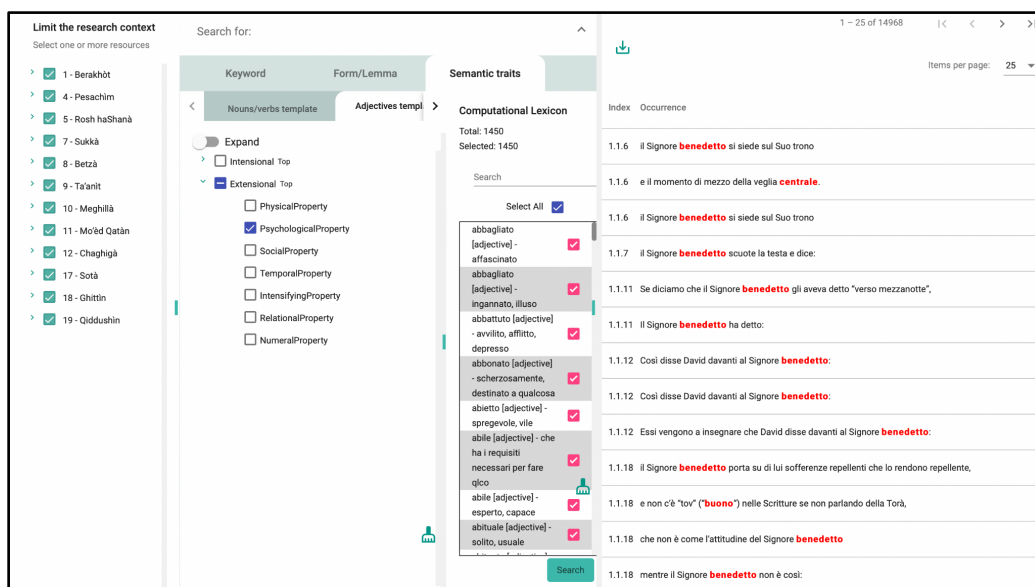 Limit the research context
Select one or more resources
1 - Berakhòt
4 - Pesachìm
5 - Rosh haShanà
7 - Sukkà
8 - Betzà
9 - Ta'anìt
10 - Meghillà
11 - Mo'èd Qatàn
12 - Chaghigà
17 - Sotà
18 - Ghittìn
19 - Qiddushìn
Search for:
Keyword
Form/Lemma
Semantic traits
Nouns/verbs template
Adjectives templ
Expand
Intensional Top
Extensional Top
PhysicalProperty
PsychologicalProperty
SocialProperty
TemporalProperty
IntensifyingProperty
RelationalProperty
NumeralProperty
Computational Lexicon
Total: 1450
Selected: 1450
Search
Select All
abbagliato
[adjective] -
affascinato
abbagliato
[adjective] -
ingannato, illuso
abbattuto [adjective]
- avvilito, afflitto,
depresso
abbonato [adjective]
- scherzosamente,
destinato a qualcosa
abietto [adjective] -
spregevole, vile
abile [adjective] - che
ha i requisiti
necessari per fare
qlco
abile [adjective] -
esperto, capace
abituale [adjective] -
solito, usuale
Search
1 – 25 of 14968
Items per page: 25
Index Occurrence
1.1.6 il Signore benedetto si siede sul Suo trono
1.1.6 e il momento di mezzo della veglia centrale.
1.1.6 il Signore benedetto si siede sul Suo trono
1.1.7 il Signore benedetto scuote la testa e dice:
1.1.11 Se diciamo che il Signore benedetto gli aveva detto "verso mezzanotte",
1.1.11 Il Signore benedetto ha detto:
1.1.12 Così disse David davanti al Signore benedetto:
1.1.12 Così disse David davanti al Signore benedetto:
1.1.12 Essi vengono a insegnare che David disse davanti al Signore benedetto:
1.1.18 il Signore benedetto porta su di lui sofferenze repellenti che lo rendono repellente,
1.1.18 e non c'è "tov" ("buono") nelle Scritture se non parlando della Torà,
1.1.18 che non è come l'attitudine del Signore benedetto
1.1.18 mentre il Signore benedetto non è così: